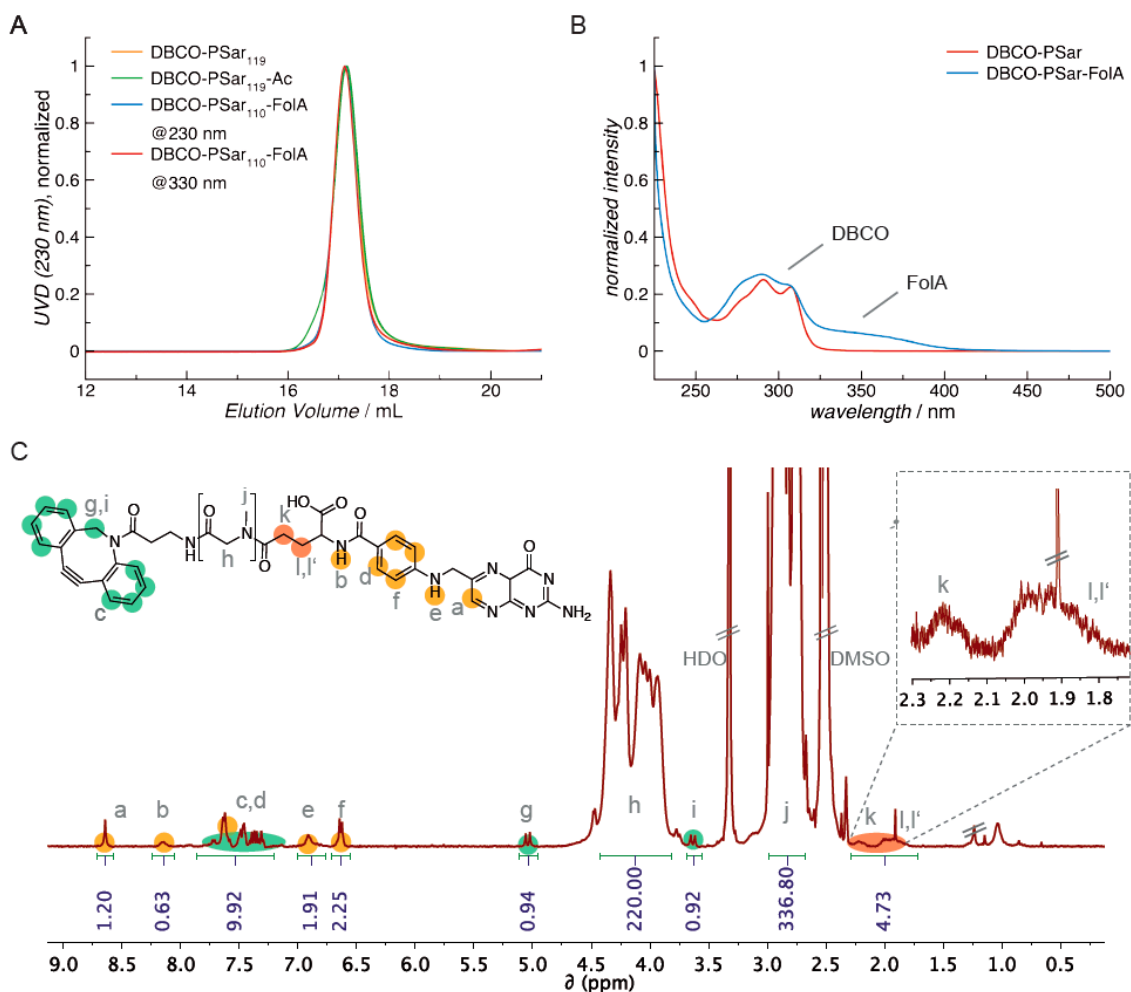 A
DBCO-PSar119
DBCO-PSar119-Ac
DBCO-PSar110-FolA
@230 nm
DBCO-PSar110-FolA
@330 nm
UVD (230 nm), normalized
1
0.8
0.6
0.4
0.2
0
12 14 16 18 20
Elution Volume / mL
B
DBCO-PSar
DBCO-PSar-FolA
DBCO
FolA
normalized intensity
1
0.8
0.6
0.4
0.2
0
250 300 350 400 450 500
wavelength / nm
C
g,i
O
N
O
NH
O
h
j
N
O
k
l,l‘
HO
O
N
H
b
O
d
f
N
H
e
a
N
N
O
N
N
NH2
c
HDO
DMSO
k
l,l‘
2.3 2.2 2.1 2.0 1.9 1.8
a b c,d e f g h i j k l,l‘
1.20 0.63 9.92 1.91 2.25 0.94 220.00 0.92 336.80 4.73
9.0 8.5 8.0 7.5 7.0 6.5 6.0 5.5 5.0 4.5 4.0 3.5 3.0 2.5 2.0 1.5 1.0 0.5
∂ (ppm)